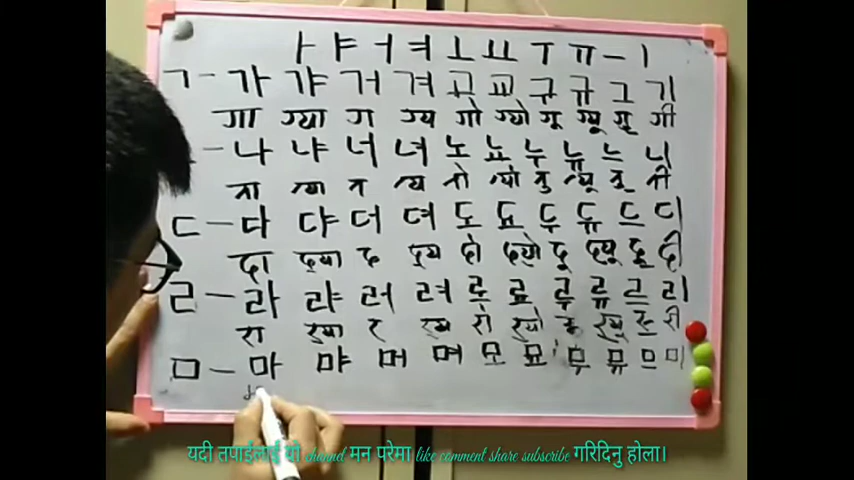 ㅏ ㅑ ㅓ ㅕ ㅗ ㅛ ㅜ ㅠ ㅡ ㅣ
ㄱ - 가 갸 거 겨 고 교 구 규 그 기
गा ग्या ग ग्य गो ग्यो गू ग्यू गु गी
- 나 냐 너 녀 노 뇨 누 뉴 느 니
ना न्या न न्य नो न्यो नु न्यू नू नी
ㄷ - 다 댜 더 뎌 도 됴 두 듀 드 디
दा द्या द द्य दो द्यो दू द्यू दु दी
ㄹ - 라 랴 러 려 로 료 루 류 르 리
रा र्‍या र र्‍य रो र्‍यो रु र्‍यु री
ㅁ - 마 먀 머 며 모 묘 무 뮤 므 미
यदी तपाईंलाई यो channel मन परेमा like comment share subscribe गरिदिनु होला।